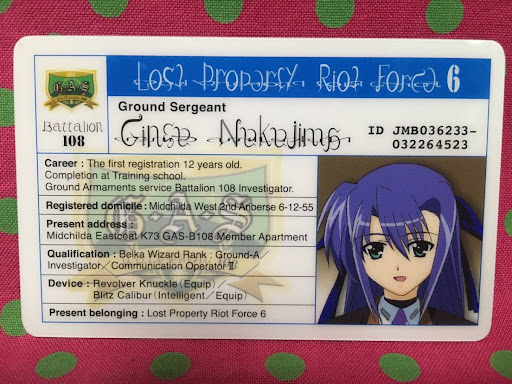 Lost Property Riot Force 6
G.A.S
Battalion
108
Ground Sergeant
Ginga Nakajima
ID JMB036233-
032264523
Career : The first registration 12 years old.
Completion at Training school.
Ground Armaments service Battalion 108 Investigator.
Registered domicile : Midchilda West 2nd Anberse 6-12-55
Present address :
Midchilda Eastcoat K73 GAS-B108 Member Apartment
Qualification : Belka Wizard Rank : Ground-A/
Investigator/Communication Operator Ⅱ
Device : Revolver Knuckle(Equip)/
Blitz Calibur(Intelligent/Equip)
Present belonging : Lost Property Riot Force 6
G.A.S